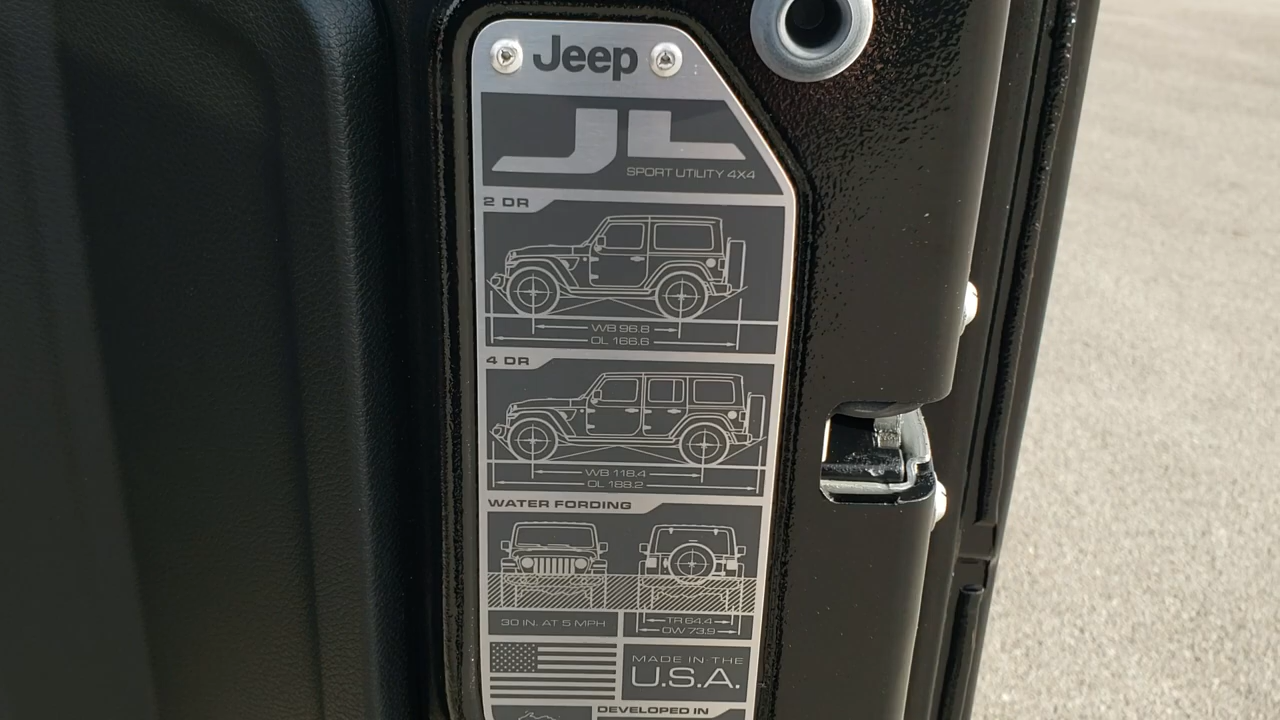 Jeep
JL
SPORT UTILITY 4X4
2 DR
WB 96.8
OL 166.6
4 DR
WB 118.4
OL 188.2
WATER FORDING
30 IN. AT 5 MPH
TR 64.4
OW 73.9
MADE IN THE
U.S.A.
DEVELOPED IN